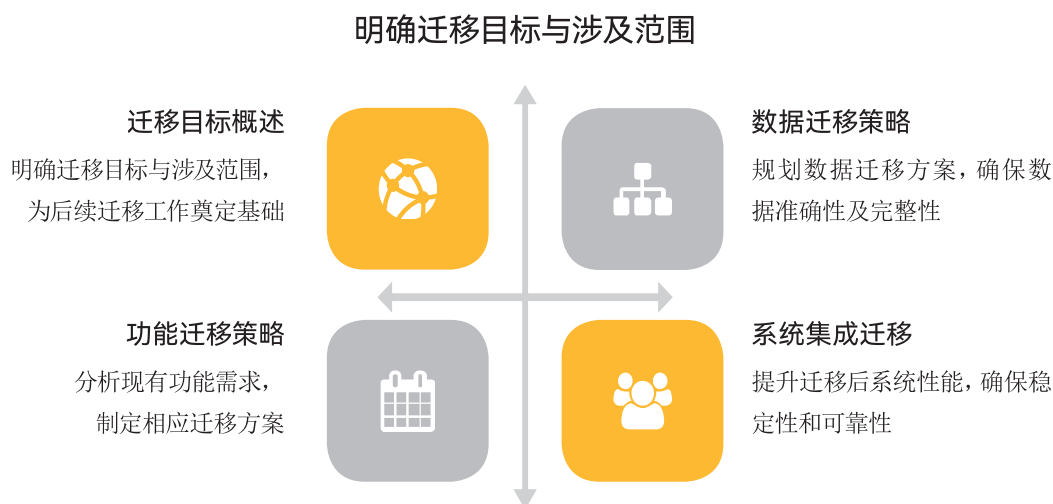 明确迁移目标与涉及范围
迁移目标概述
明确迁移目标与涉及范围，
为后续迁移工作奠定基础
数据迁移策略
规划数据迁移方案，确保数
据准确性及完整性
功能迁移策略
分析现有功能需求，
制定相应迁移方案
系统集成迁移
提升迁移后系统性能，确保稳
定性和可靠性